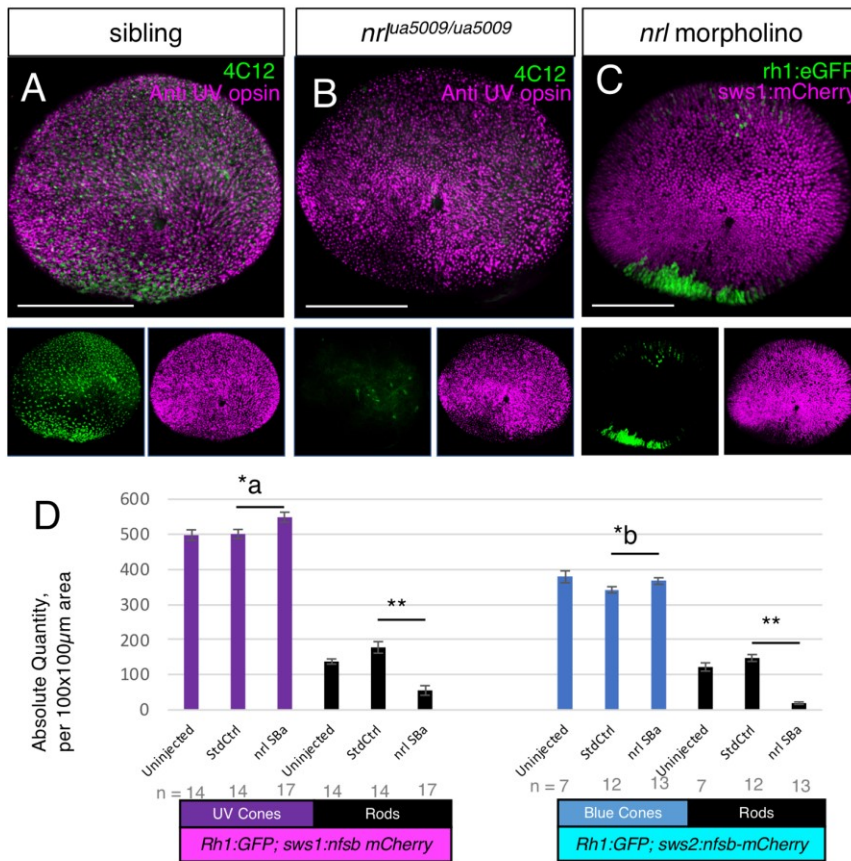 sibling
nrlua5009/ua5009
nrl morpholino
A
4C12
Anti UV opsin
B
4C12
Anti UV opsin
C
rh1:eGFP
sws1:mCherry
D
Absolute Quantity,
per 100x100µm area
600
500
400
300
200
100
0
*a
**
*b
**
Uninjected
StdCtrl
nrl SBa
Uninjected
StdCtrl
nrl SBa
Uninjected
StdCtrl
nrl SBa
Uninjected
StdCtrl
nrl SBa
n = 14 14 17 14 14 17 n = 7 12 13 7 12 13
UV Cones Rods Blue Cones Rods
Rh1:GFP; sws1:nfsb mCherry Rh1:GFP; sws2:nfsb-mCherry